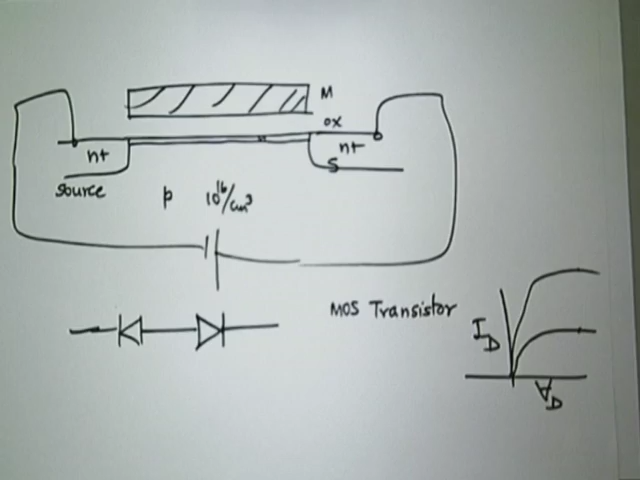 M
ox
n+
n+
S
source
p 10^16/cm^3
MOS Transistor
I_D
V_D